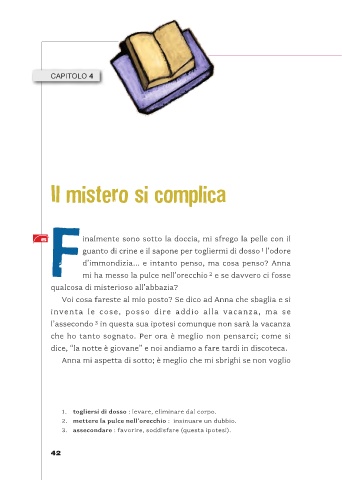 CAPITOLO 4
Il mistero si complica
Finalmente sono sotto la doccia, mi sfrego la pelle con il
guanto di crine e il sapone per togliermi di dosso 1 l'odore
d'immondizia... e intanto penso, ma cosa penso? Anna
mi ha messo la pulce nell'orecchio 2 e se davvero ci fosse
qualcosa di misterioso all'abbazia?
Voi cosa fareste al mio posto? Se dico ad Anna che sbaglia e si
inventa le cose, posso dire addio alla vacanza, ma se
l'assecondo 3 in questa sua ipotesi comunque non sarà la vacanza
che ho tanto sognato. Per ora è meglio non pensarci; come si
dice, "la notte è giovane" e noi andiamo a fare tardi in discoteca.
Anna mi aspetta di sotto; è meglio che mi sbrighi se non voglio
1. togliersi di dosso : levare, eliminare dal corpo.
2. mettere la pulce nell'orecchio : insinuare un dubbio.
3. assecondare : favorire, soddisfare (questa ipotesi).
42